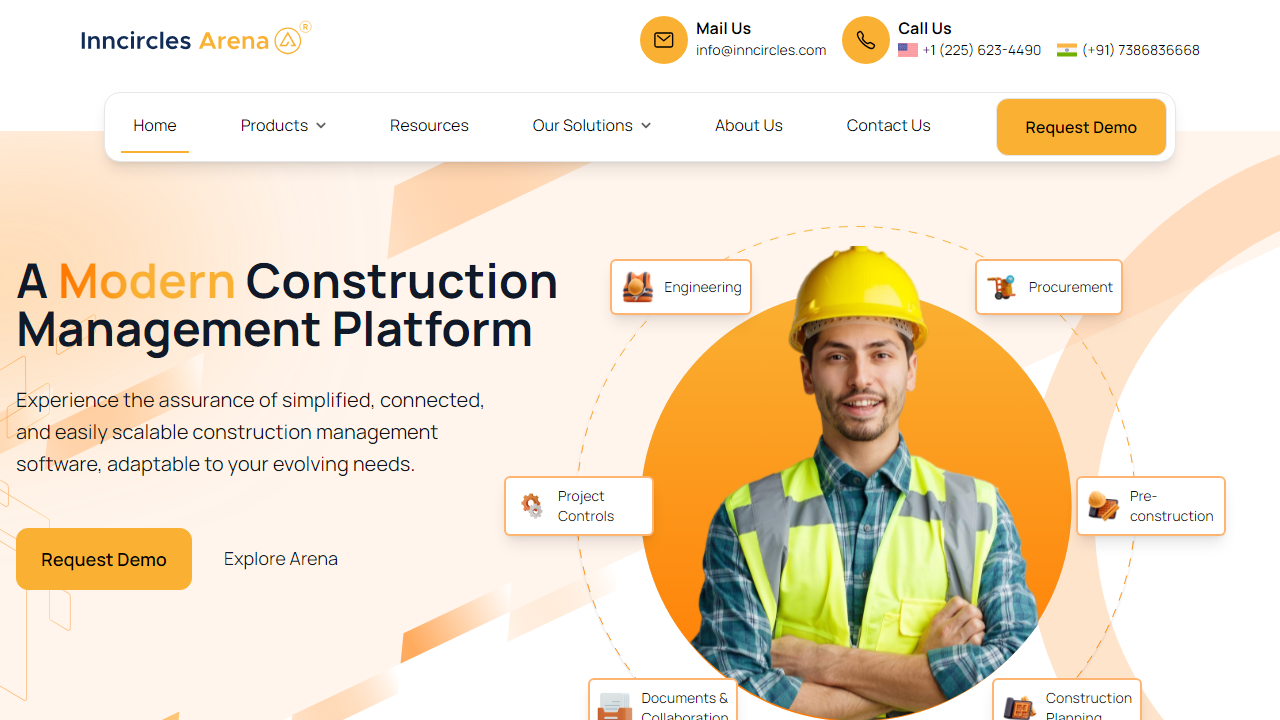 Inncircles Arena ®
Mail Us
info@inncircles.com
Call Us
+1 (225) 623-4490
(+91) 7386836668
Home
Products
Resources
Our Solutions
About Us
Contact Us
Request Demo
A Modern Construction
Management Platform
Experience the assurance of simplified, connected,
and easily scalable construction management
software, adaptable to your evolving needs.
Request Demo
Explore Arena
Engineering
Procurement
Project
Controls
Pre-
construction
Documents &
Collaboration
Construction
Planning